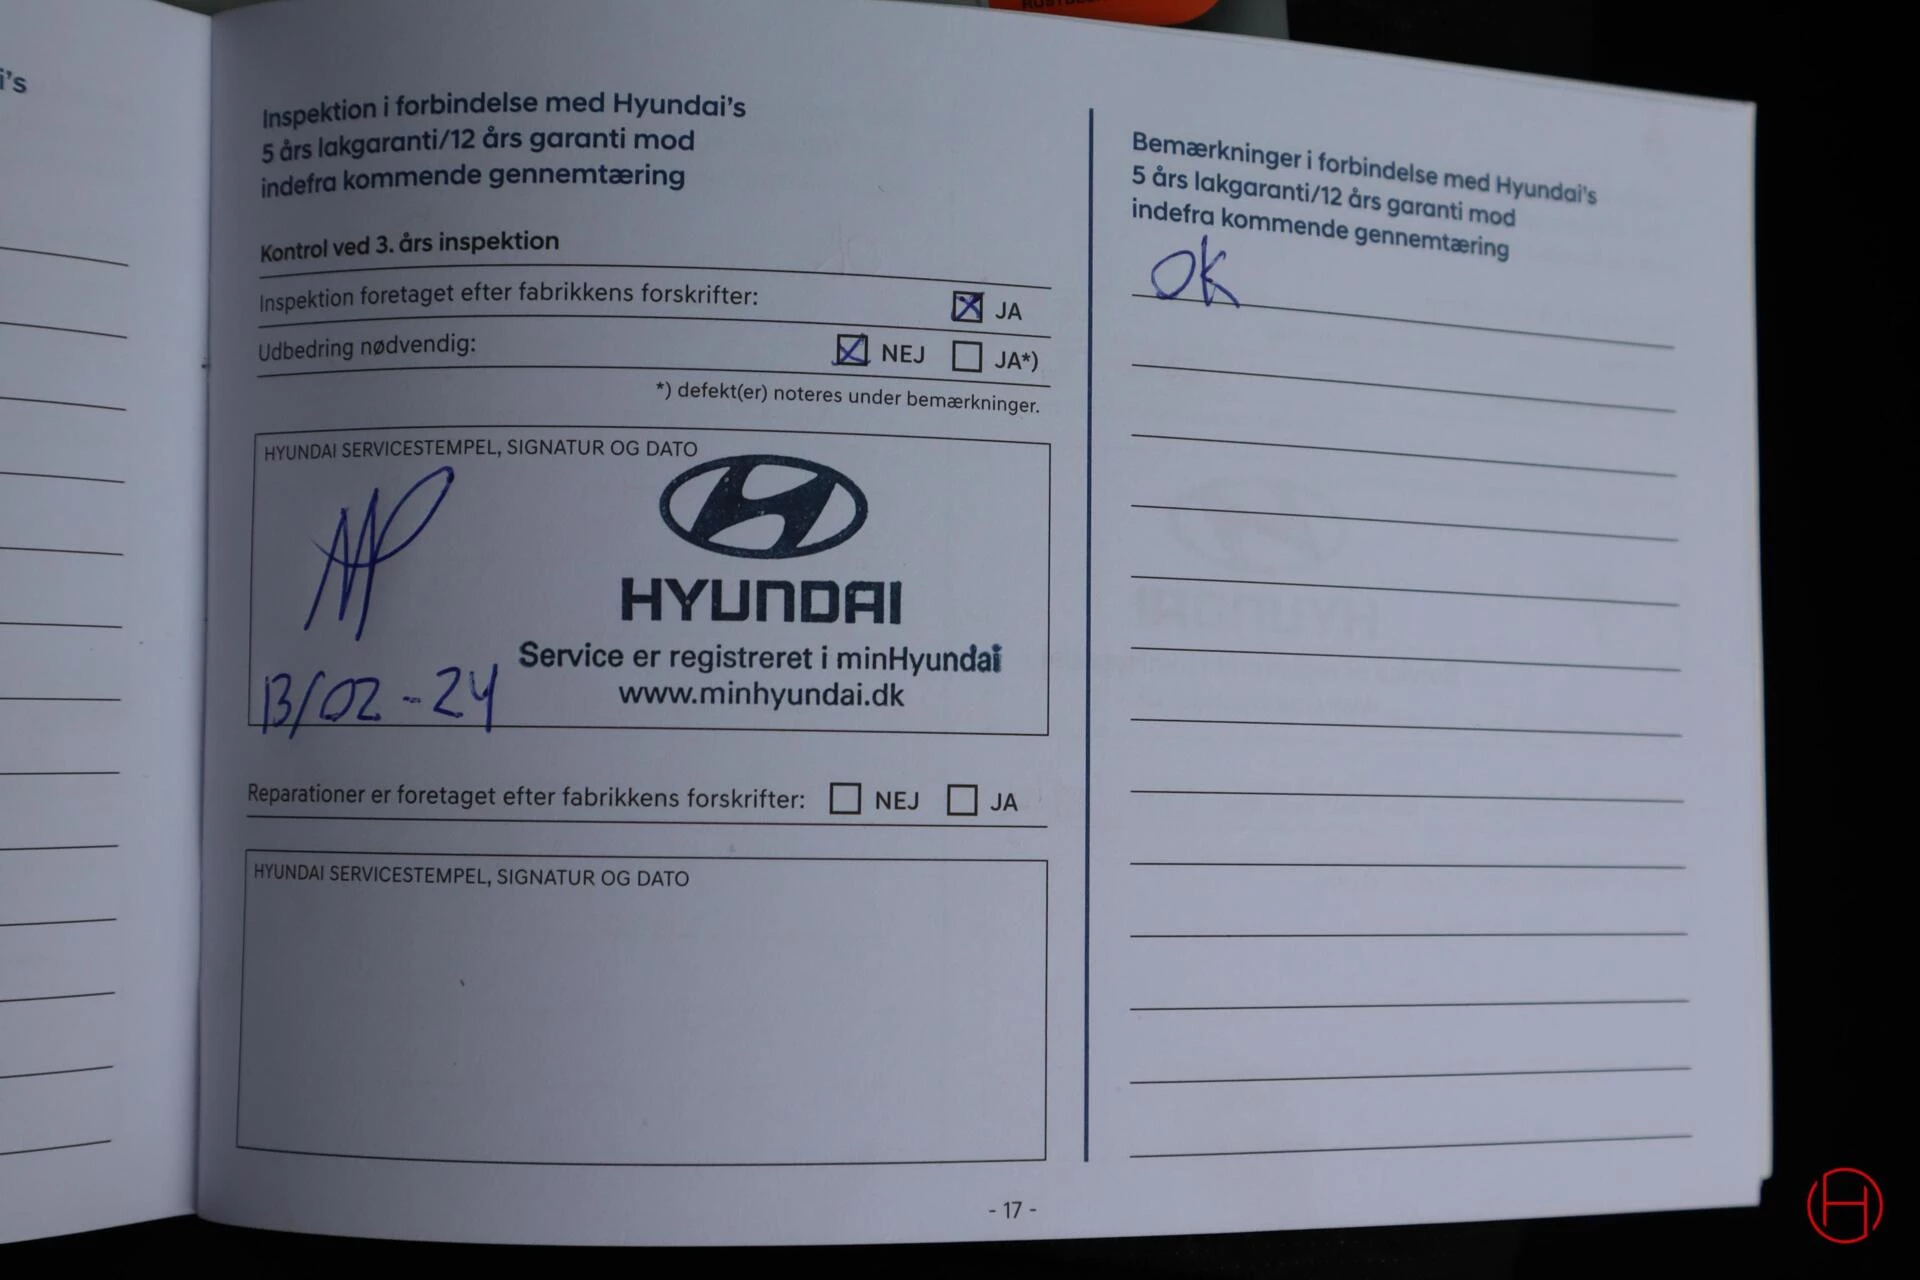 i's
Inspektion i forbindelse med Hyundai's
5 års lakgaranti/12 års garanti mod
indefra kommende gennemtæring
Kontrol ved 3. års inspektion
Inspektion foretaget efter fabrikkens forskrifter: JA
Udbedring nødvendig: NEJ JA*)
*) defekt(er) noteres under bemærkninger.
HYUNDAI SERVICESTEMPEL, SIGNATUR OG DATO
HYUNDAI
Service er registreret i minHyundai
www.minhyundai.dk
13/02-24
Reparationer er foretaget efter fabrikkens forskrifter: NEJ JA
HYUNDAI SERVICESTEMPEL, SIGNATUR OG DATO
Bemærkninger i forbindelse med Hyundai's
5 års lakgaranti/12 års garanti mod
indefra kommende gennemtæring
OK
- 17 -